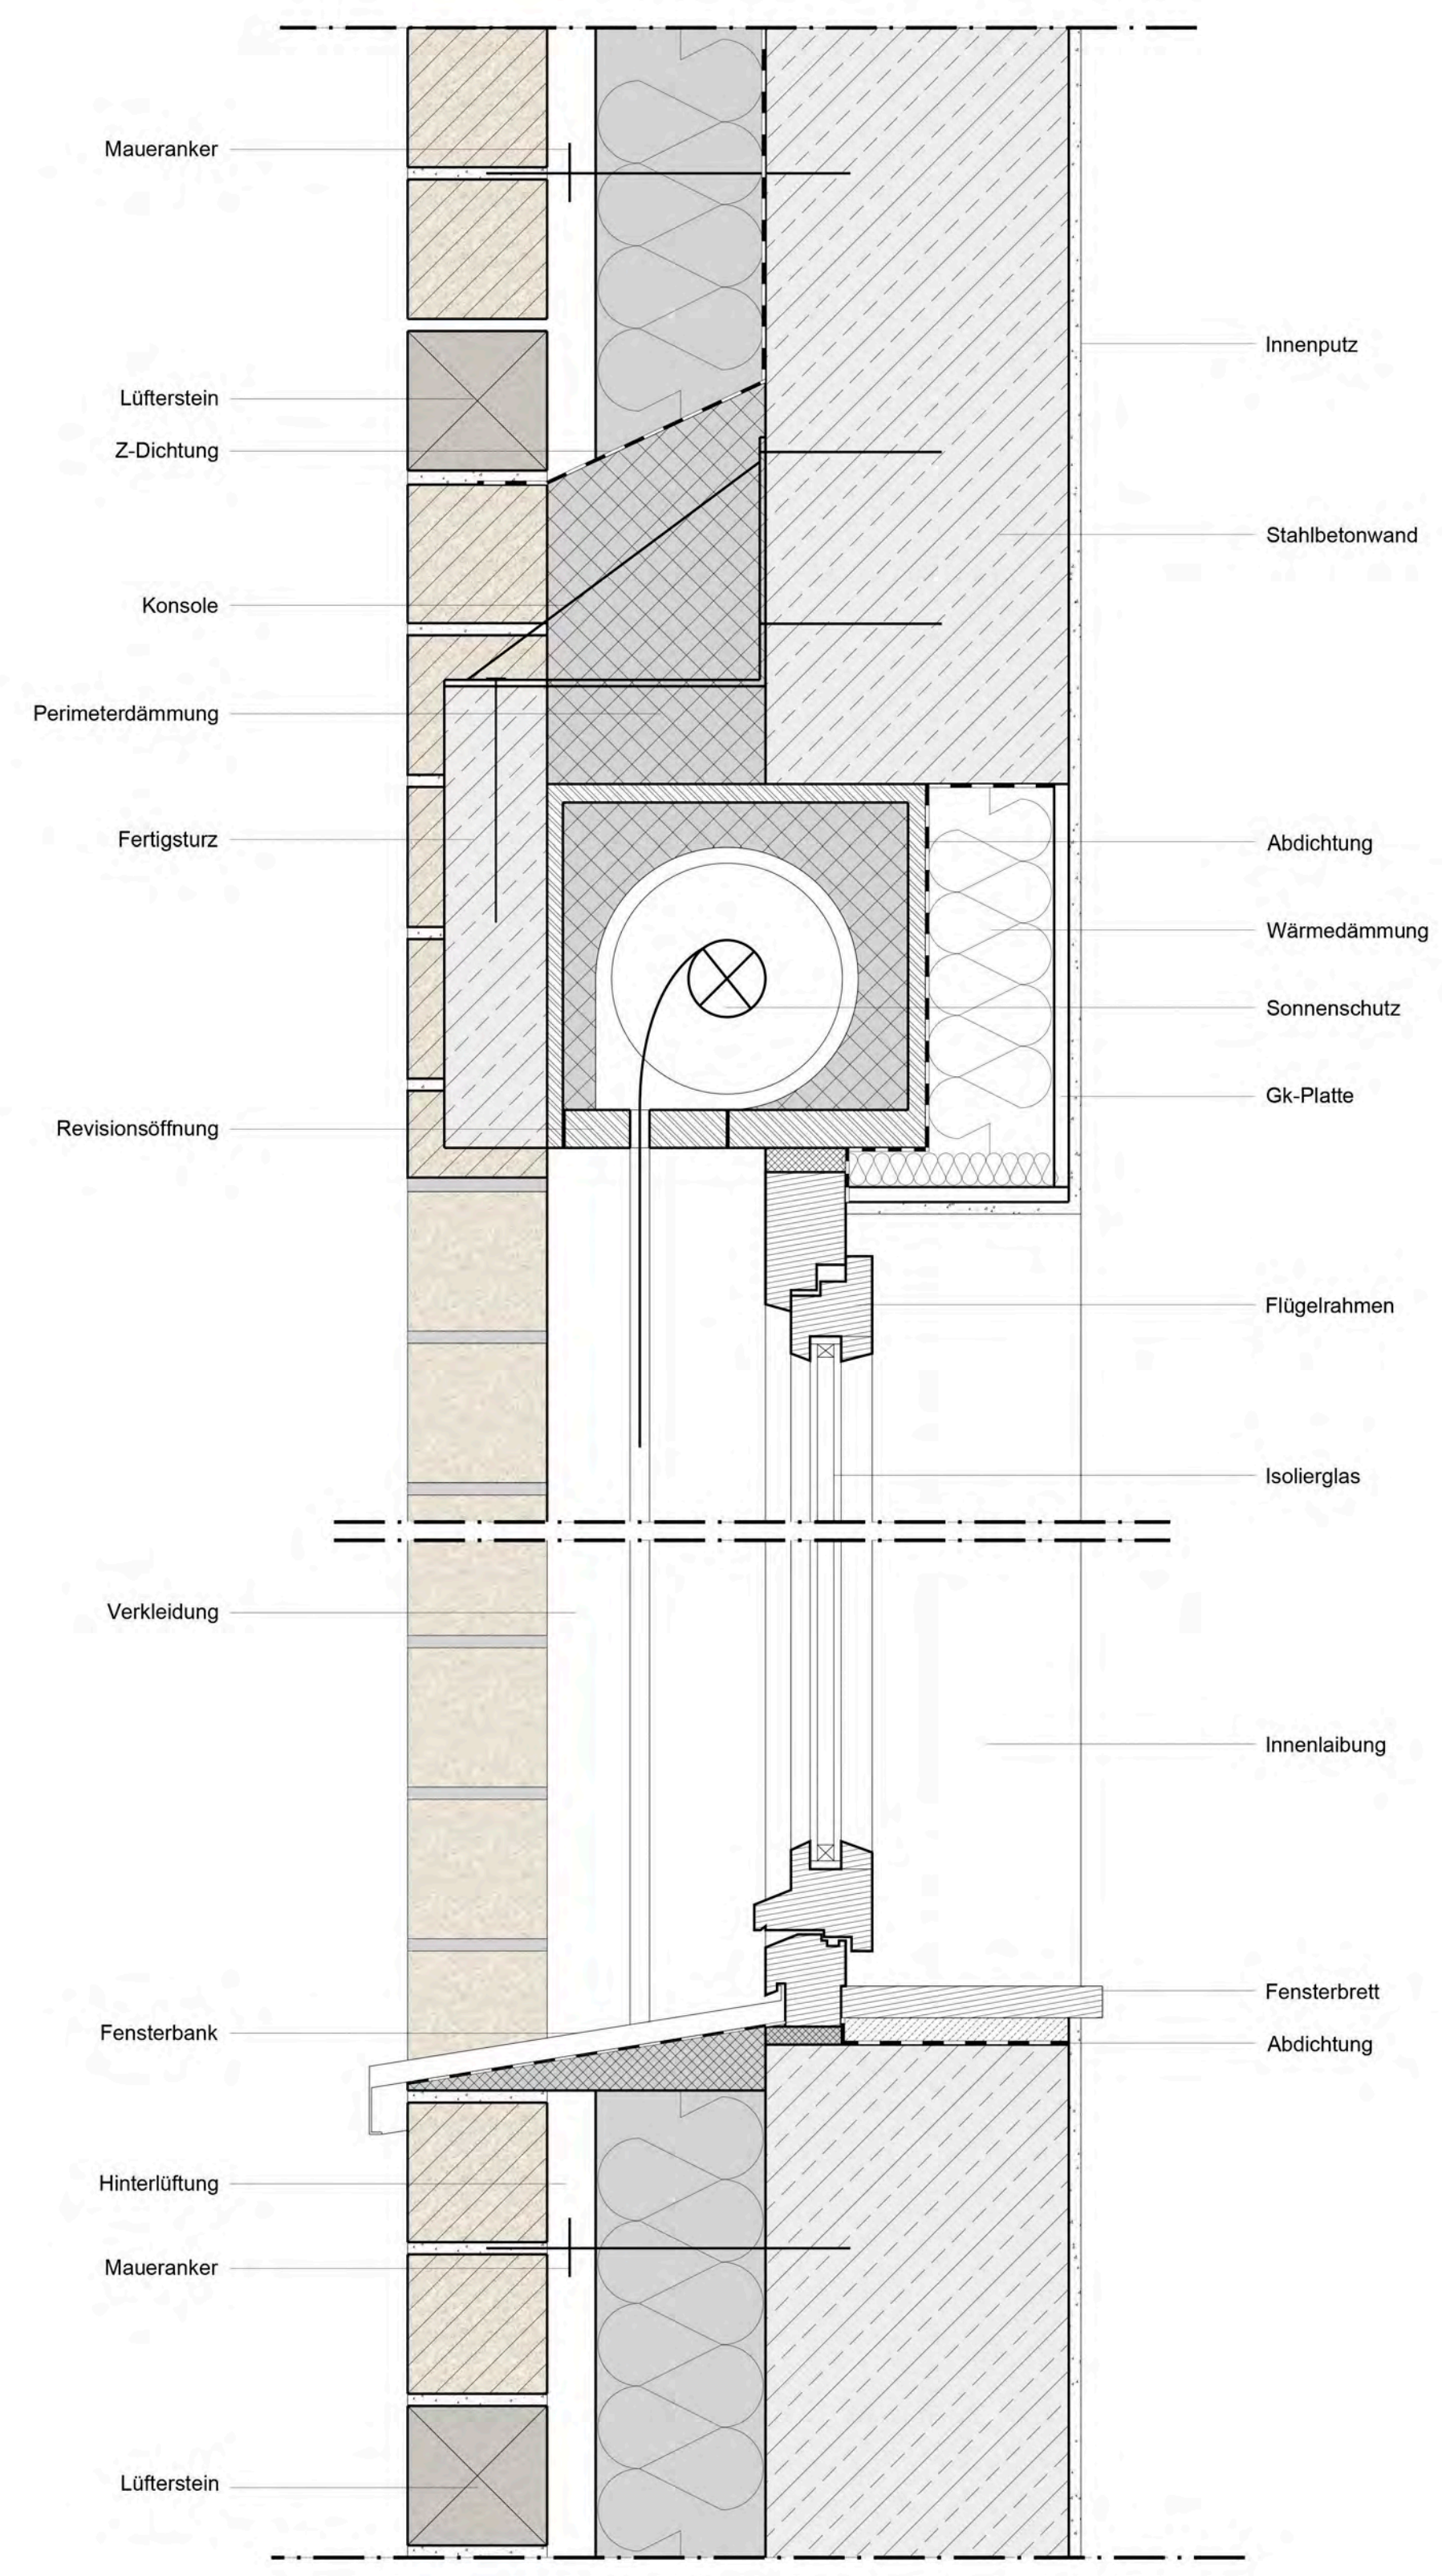 Maueranker
Innenputz
Lüfterstein
Z-Dichtung
Stahlbetonwand
Konsole
Perimeterdämmung
Fertigsturz
Abdichtung
Wärmedämmung
Sonnenschutz
Gk-Platte
Revisionsöffnung
Flügelrahmen
Isolierglas
Verkleidung
Innenlaibung
Fensterbrett
Fensterbank
Abdichtung
Hinterlüftung
Maueranker
Lüfterstein